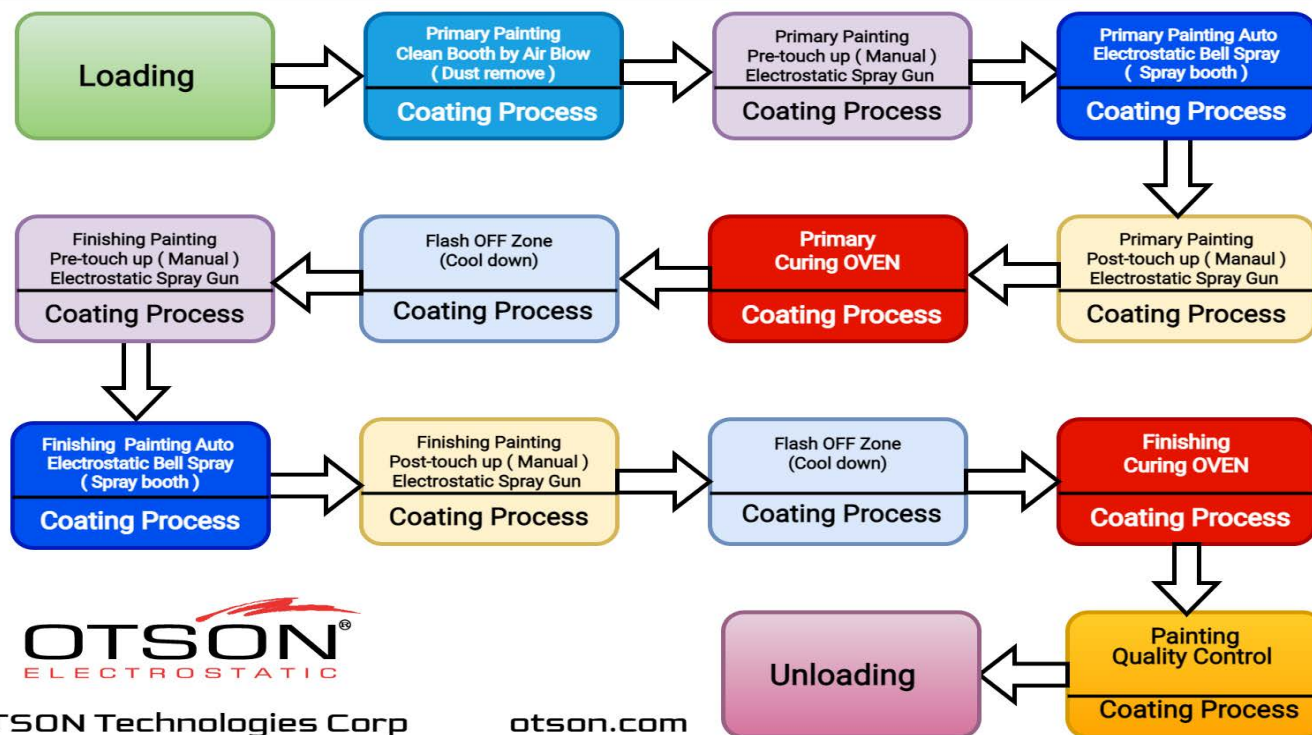 Loading
Primary Painting
Clean Booth by Air Blow
( Dust remove )
Coating Process
Primary Painting
Pre-touch up ( Manual )
Electrostatic Spray Gun
Coating Process
Primary Painting Auto
Electrostatic Bell Spray
( Spray booth )
Coating Process
Primary Painting
Post-touch up ( Manaul )
Electrostatic Spray Gun
Coating Process
Primary
Curing OVEN
Coating Process
Flash OFF Zone
(Cool down)
Coating Process
Finishing Painting
Pre-touch up ( Manual )
Electrostatic Spray Gun
Coating Process
Finishing Painting Auto
Electrostatic Bell Spray
( Spray booth )
Coating Process
Finishing Painting
Post-touch up ( Manual )
Electrostatic Spray Gun
Coating Process
Flash OFF Zone
(Cool down)
Coating Process
Finishing
Curing OVEN
Coating Process
Painting
Quality Control
Coating Process
Unloading
OTSON®
ELECTROSTATIC
TSON Technologies Corp
otson.com